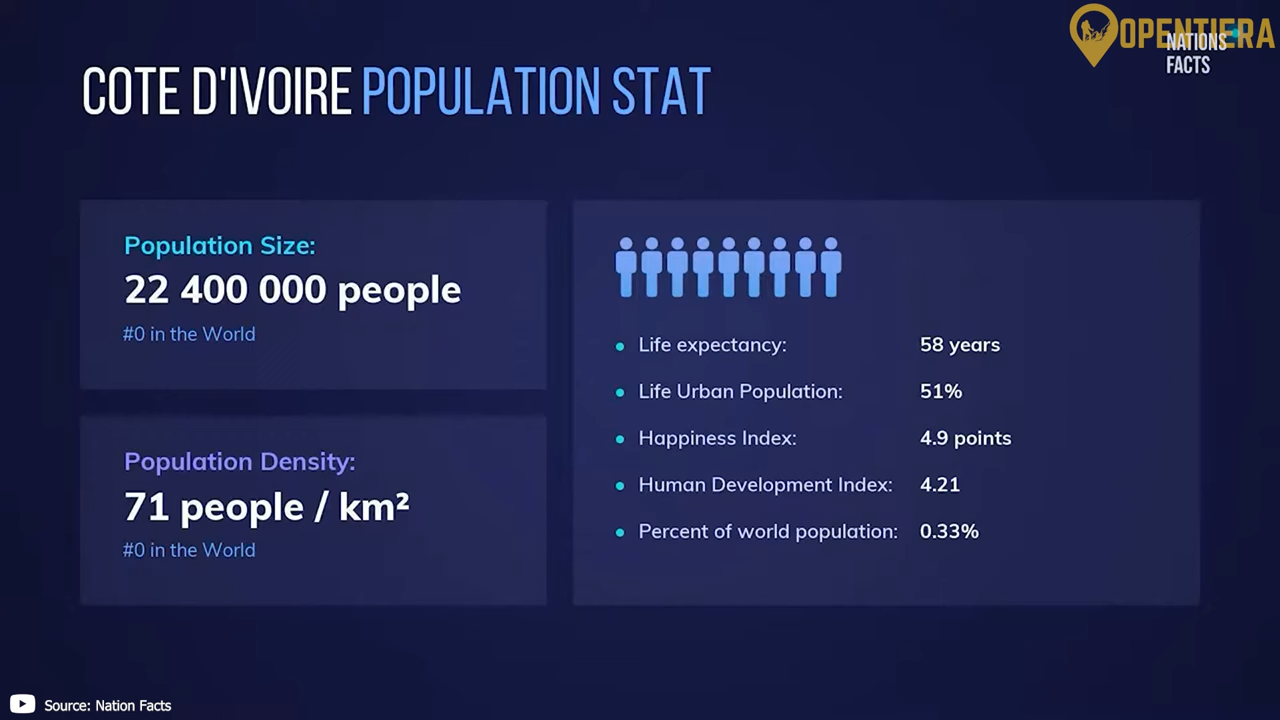 OPENTIERA
NATIONS
FACTS
COTE D'IVOIRE POPULATION STAT
Population Size:
22 400 000 people
#0 in the World
Population Density:
71 people / km²
#0 in the World
Life expectancy: 58 years
Life Urban Population: 51%
Happiness Index: 4.9 points
Human Development Index: 4.21
Percent of world population: 0.33%
Source: Nation Facts